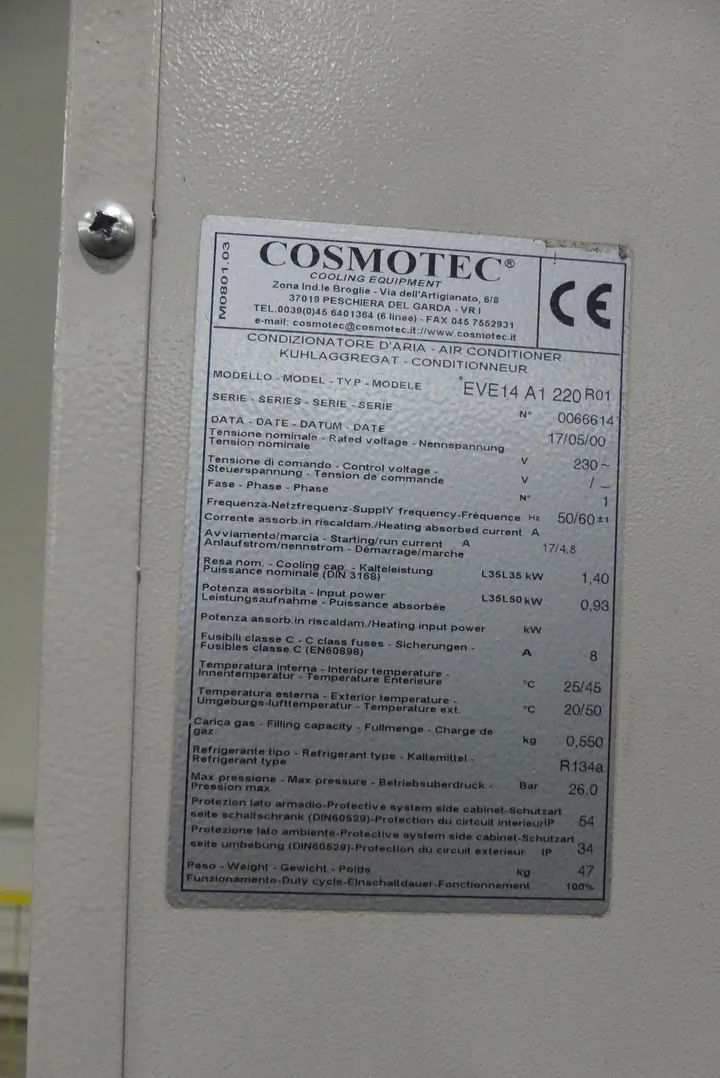 M0801.03
COSMOTEC®
COOLING EQUIPMENT
Zona Ind.le Broglie - Via dell'Artigianato, 6/8
37019 PESCHIERA DEL GARDA - VR I
TEL.0039(0)45 6401364 (6 linee) - FAX 045 7552931
e-mail: cosmotec@cosmotec.it://www.cosmotec.it
CE
CONDIZIONATORE D'ARIA - AIR CONDITIONER
KUHLAGGREGAT - CONDITIONNEUR
MODELLO - MODEL - TYP - MODELE EVE14 A1 220 R01
SERIE - SERIES - SERIE - SERIE N° 0066614
DATA - DATE - DATUM - DATE 17/05/00
Tensione nominale - Rated voltage - Nennspannung
Tension nominale V 230 ~
Tensione di comando - Control voltage -
Steuerspannung - Tension de commande V / –
Fase - Phase - Phase N° 1
Frequenza-Netzfrequenz-SupplY frequency-Fréquence Hz 50/60 ±1
Corrente assorb.in riscaldam./Heating absorbed current A
Avviamento/marcia - Starting/run current A 17/4.8
Anlaufstrom/nennstrom - Démarrage/marche
Resa nom. - Cooling cap. - Kalteleistung
Puissance nominale (DIN 3168) L35L35 kW 1,40
Potenza assorbita - Input power
Leistungsaufnahme - Puissance absorbée L35L50 kW 0,93
Potenza assorb.in riscaldam./Heating input power kW
Fusibili classe C - C class fuses - Sicherungen -
Fusibles classe C (EN60898) A 8
Temperatura interna - Interior temperature -
Innentemperatur - Temperature Enterieure °C 25/45
Temperatura esterna - Exterior temperature -
Umgeburgs-lufttemperatur - Temperature ext. °C 20/50
Carica gas - Filling capacity - Fullmenge - Charge de
gaz kg 0,550
Refrigerante tipo - Refrigerant type - Kaltemittel -
Refrigerant type R134a
Max pressione - Max pressure - Betriebsuberdruck -
Pression max Bar 26.0
Protezion lato armadio-Protective system side cabinet-Schutzart
seite schaltschrank (DIN60529)-Protection du cirtcuit interieurIP 54
Protezione lato ambiente-Protective system side cabinet-Schutzart
seite umbebung (DIN60529)-Protection du circuit exterieur IP 34
Peso - Weight - Gewicht - Poids Kg 47
Funzionamento-Duty cycle-Einschaltdauer-Fonctionnement 100%